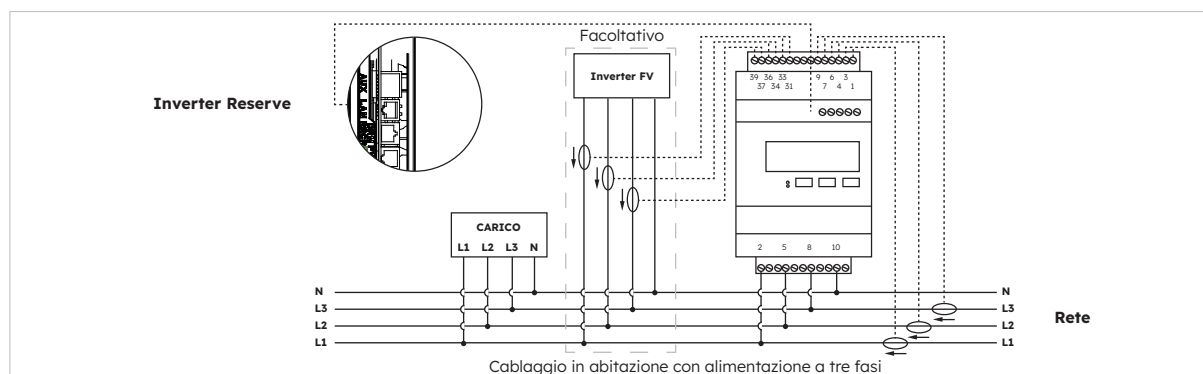 Facoltativo
Inverter FV
Inverter Reserve
AUX LAN
39 36 33 9 6 3
37 34 31 7 4 1
CARICO
L1 L2 L3 N
2 5 8 10
N N
L3 L3
L2 L2
L1 L1
Rete
Cablaggio in abitazione con alimentazione a tre fasi